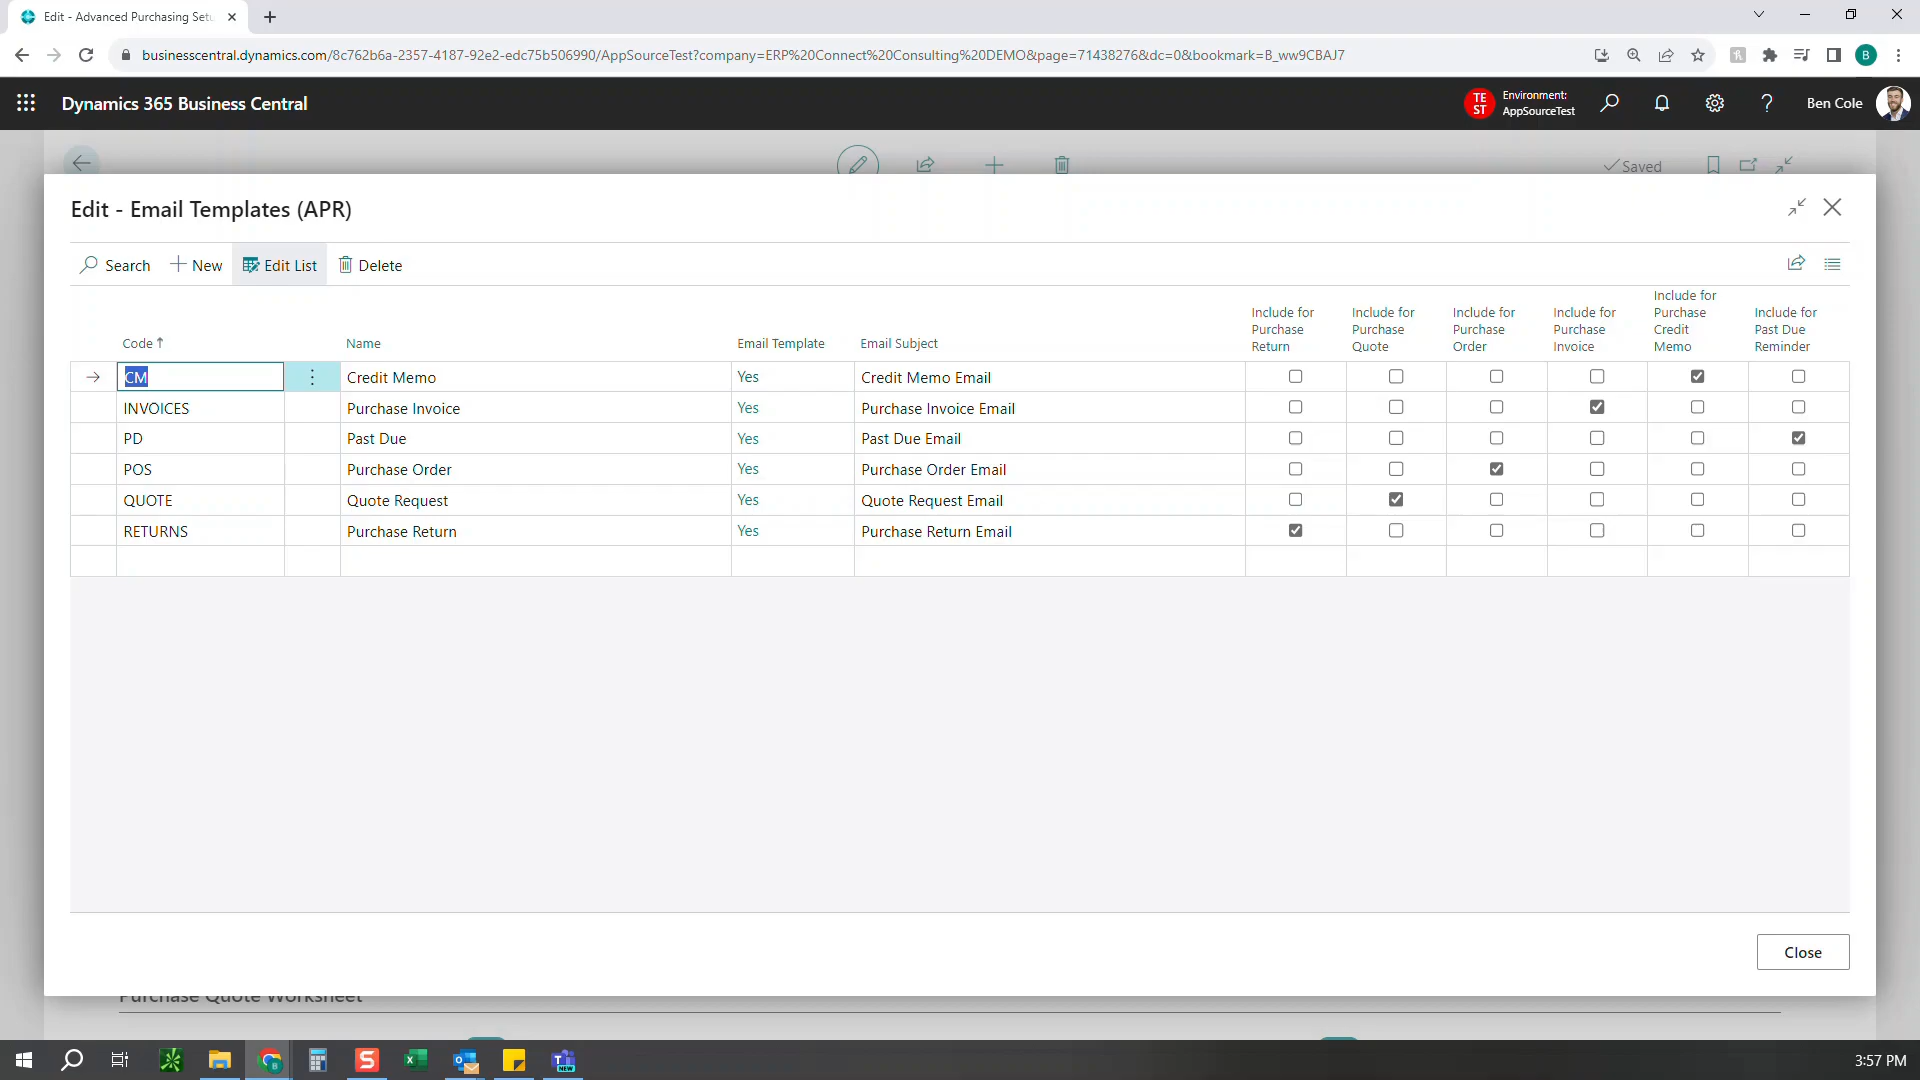 Edit - Advanced Purchasing Setu
businesscentral.dynamics.com/8c762b6a-2357-4187-92e2-edc75b506990/AppSourceTest?company=ERP%20Connect%20Consulting%20DEMO&page=71438276&dc=0&bookmark=B_ww9CBAJ7
B
Dynamics 365 Business Central
TE
ST
Environment:
AppSourceTest
Ben Cole
Saved
Edit - Email Templates (APR)
Search
New
Edit List
Delete
Code
Name
Email Template
Email Subject
Include for Purchase Return
Include for Purchase Quote
Include for Purchase Order
Include for Purchase Invoice
Include for Purchase Credit Memo
Include for Past Due Reminder
CM Credit Memo Yes Credit Memo Email
INVOICES Purchase Invoice Yes Purchase Invoice Email
PD Past Due Yes Past Due Email
POS Purchase Order Yes Purchase Order Email
QUOTE Quote Request Yes Quote Request Email
RETURNS Purchase Return Yes Purchase Return Email
Close
Purchase Quote Worksheet
3:57 PM